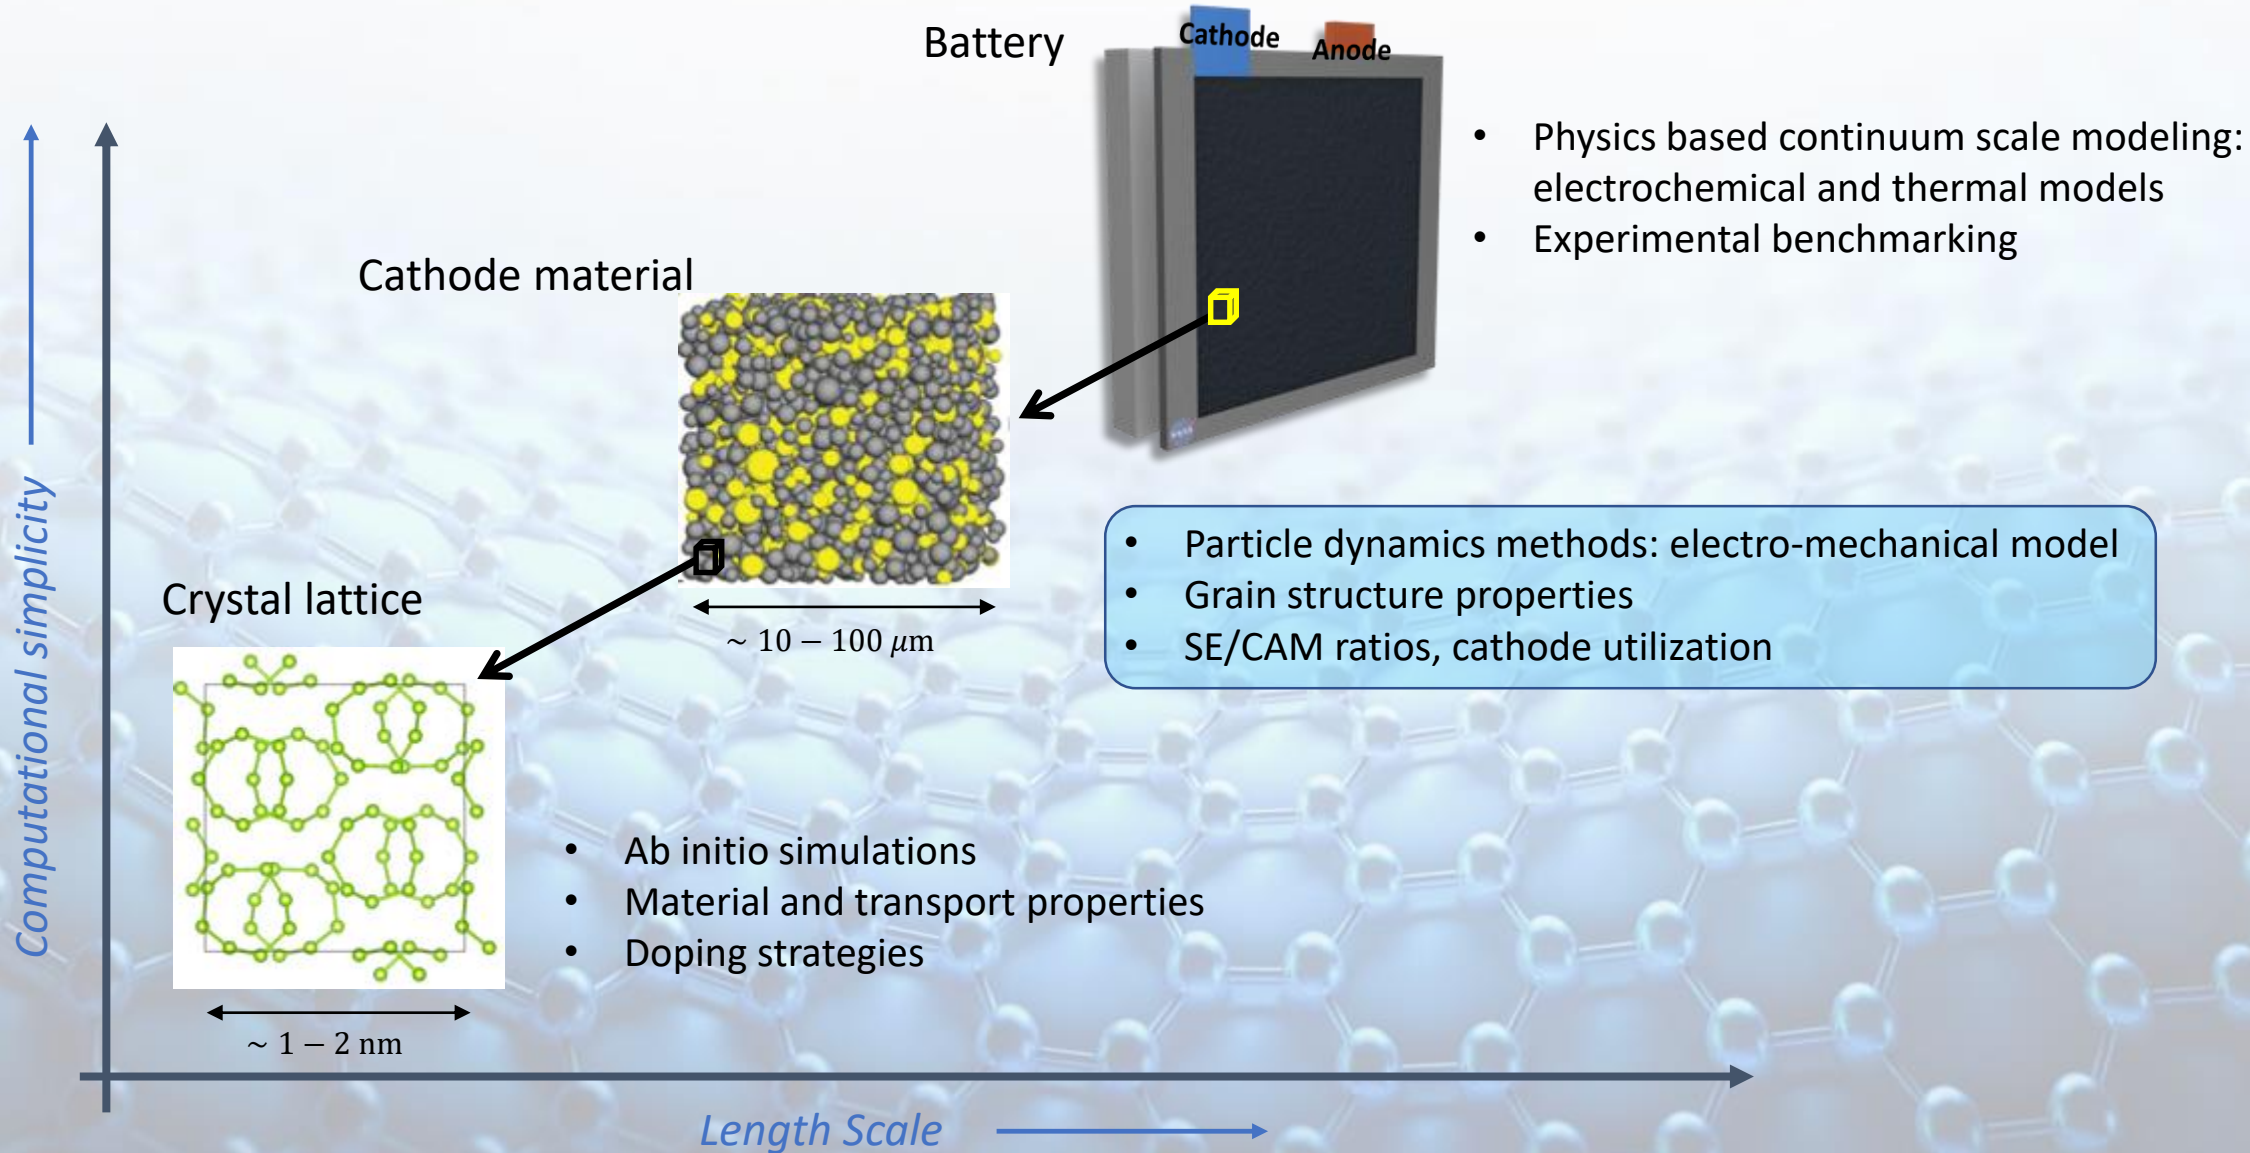 Battery
Cathode
Anode
• Physics based continuum scale modeling:
electrochemical and thermal models
• Experimental benchmarking
Cathode material
~ 10 − 100 μm
• Particle dynamics methods: electro-mechanical model
• Grain structure properties
• SE/CAM ratios, cathode utilization
Crystal lattice
~ 1 − 2 nm
• Ab initio simulations
• Material and transport properties
• Doping strategies
Computational simplicity
Length Scale